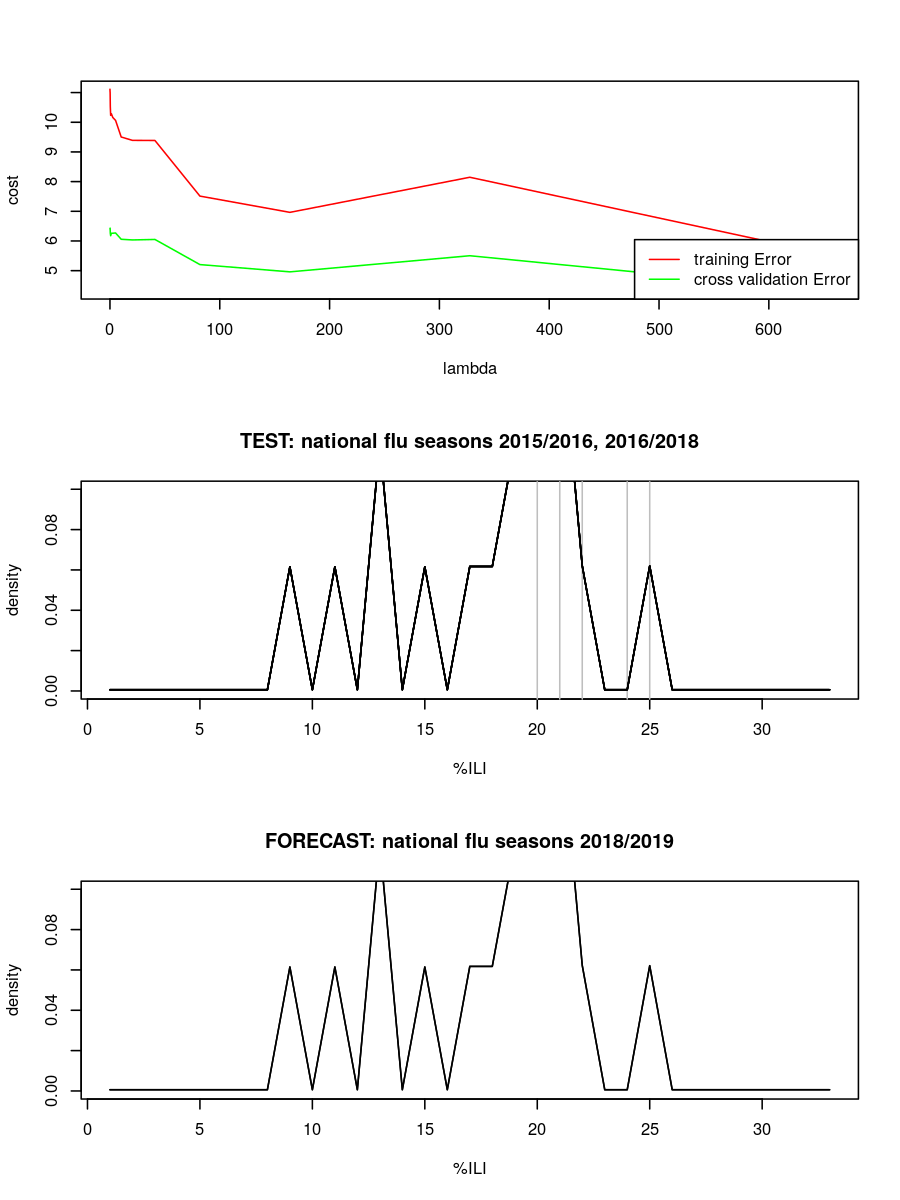 cost
10
9
8
7
6
5
training Error
cross validation Error
0 100 200 300 400 500 600
lambda
TEST: national flu seasons 2015/2016, 2016/2018
density
0.08
0.04
0.00
0 5 10 15 20 25 30
%ILI
FORECAST: national flu seasons 2018/2019
density
0.08
0.04
0.00
0 5 10 15 20 25 30
%ILI